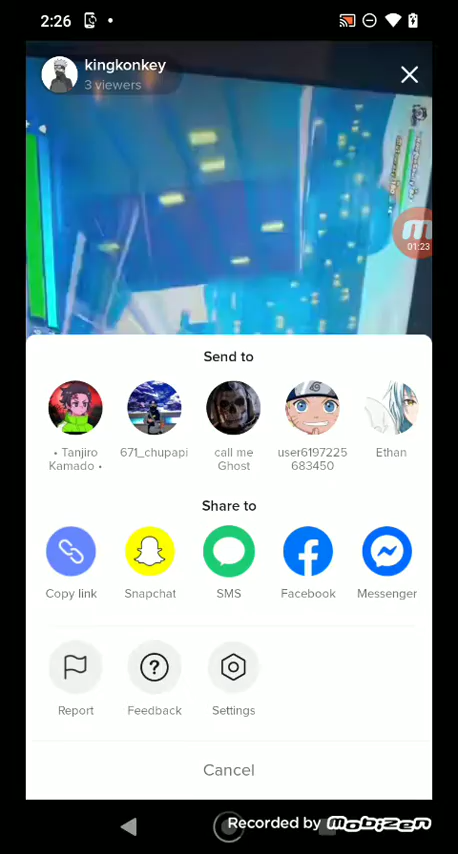 2:26
kingkonkey
3 viewers
01:23
Send to
• Tanjiro
Kamado •
671_chupapi
call me
Ghost
user6197225
683450
Ethan
Share to
Copy link
Snapchat
SMS
Facebook
Messenger
Report
Feedback
Settings
Cancel
Recorded by mobizen